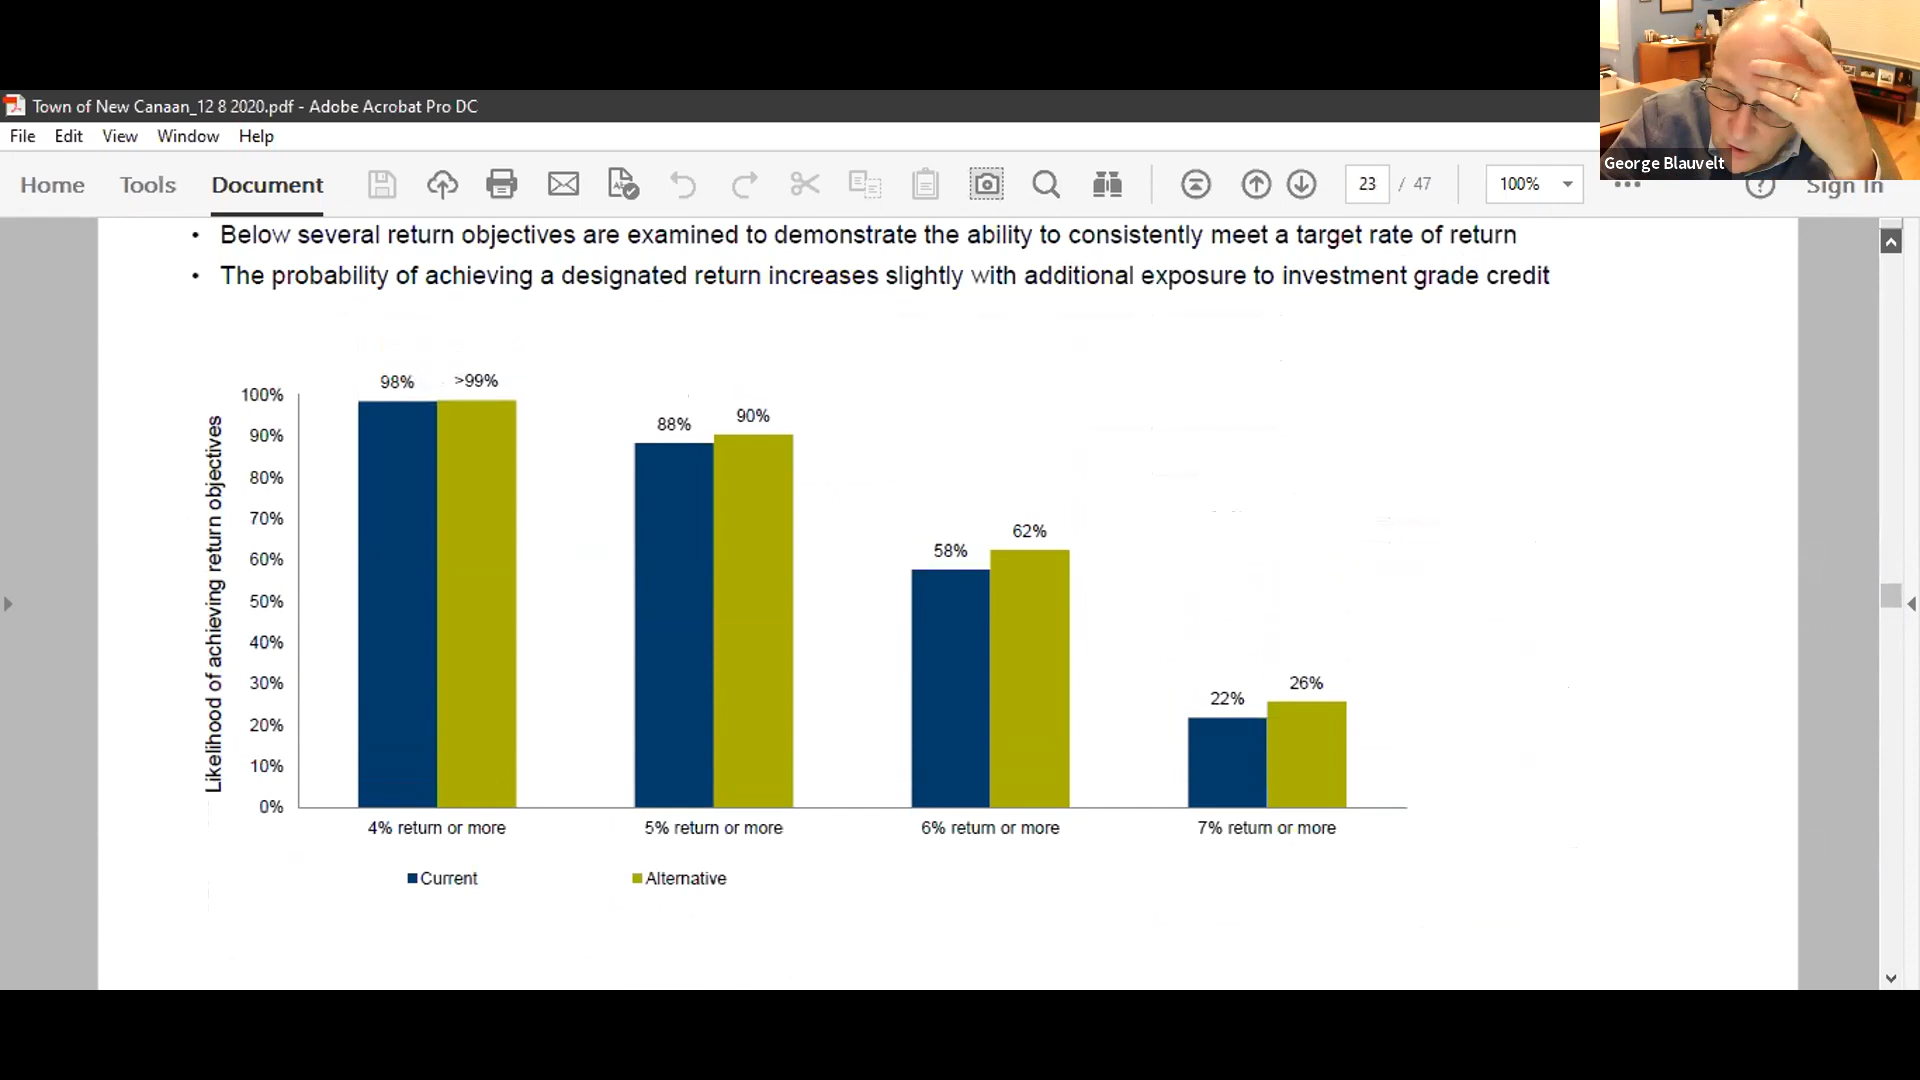 Town of New Canaan_12 8 2020.pdf - Adobe Acrobat Pro DC
File Edit View Window Help
Home Tools Document 23 / 47 100% Sign In
George Blauvelt
• Below several return objectives are examined to demonstrate the ability to consistently meet a target rate of return
• The probability of achieving a designated return increases slightly with additional exposure to investment grade credit
Likelihood of achieving return objectives
100%
90%
80%
70%
60%
50%
40%
30%
20%
10%
0%
98% >99%
88% 90%
58% 62%
22% 26%
4% return or more 5% return or more 6% return or more 7% return or more
Current Alternative